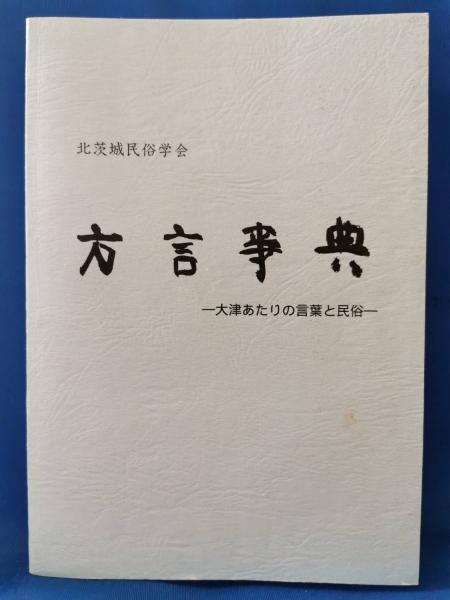 北茨城民俗学会
方言事典
―大津あたりの言葉と民俗―